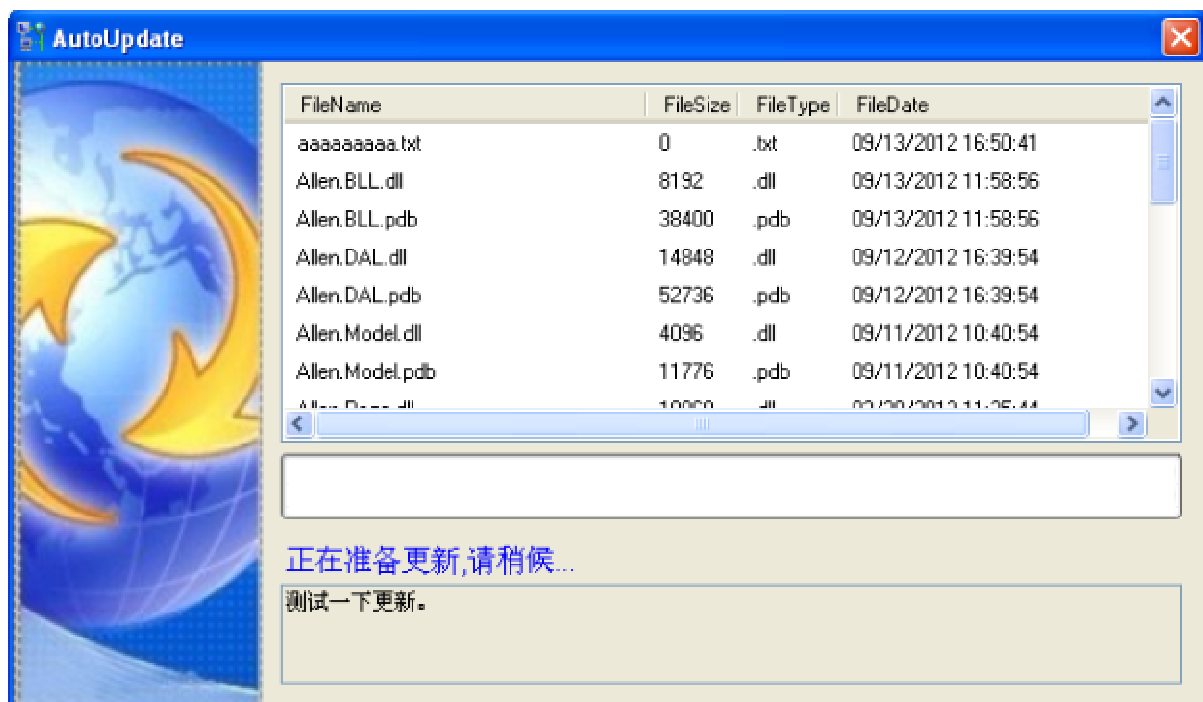 AutoUpdate
FileName FileSize FileType FileDate
aaaaaaaaa.txt 0 .txt 09/13/2012 16:50:41
Allen.BLL.dll 8192 .dll 09/13/2012 11:58:56
Allen.BLL.pdb 38400 .pdb 09/13/2012 11:58:56
Allen.DAL.dll 14848 .dll 09/12/2012 16:39:54
Allen.DAL.pdb 52736 .pdb 09/12/2012 16:39:54
Allen.Model.dll 4096 .dll 09/11/2012 10:40:54
Allen.Model.pdb 11776 .pdb 09/11/2012 10:40:54
正在准备更新,请稍候...
测试一下更新。